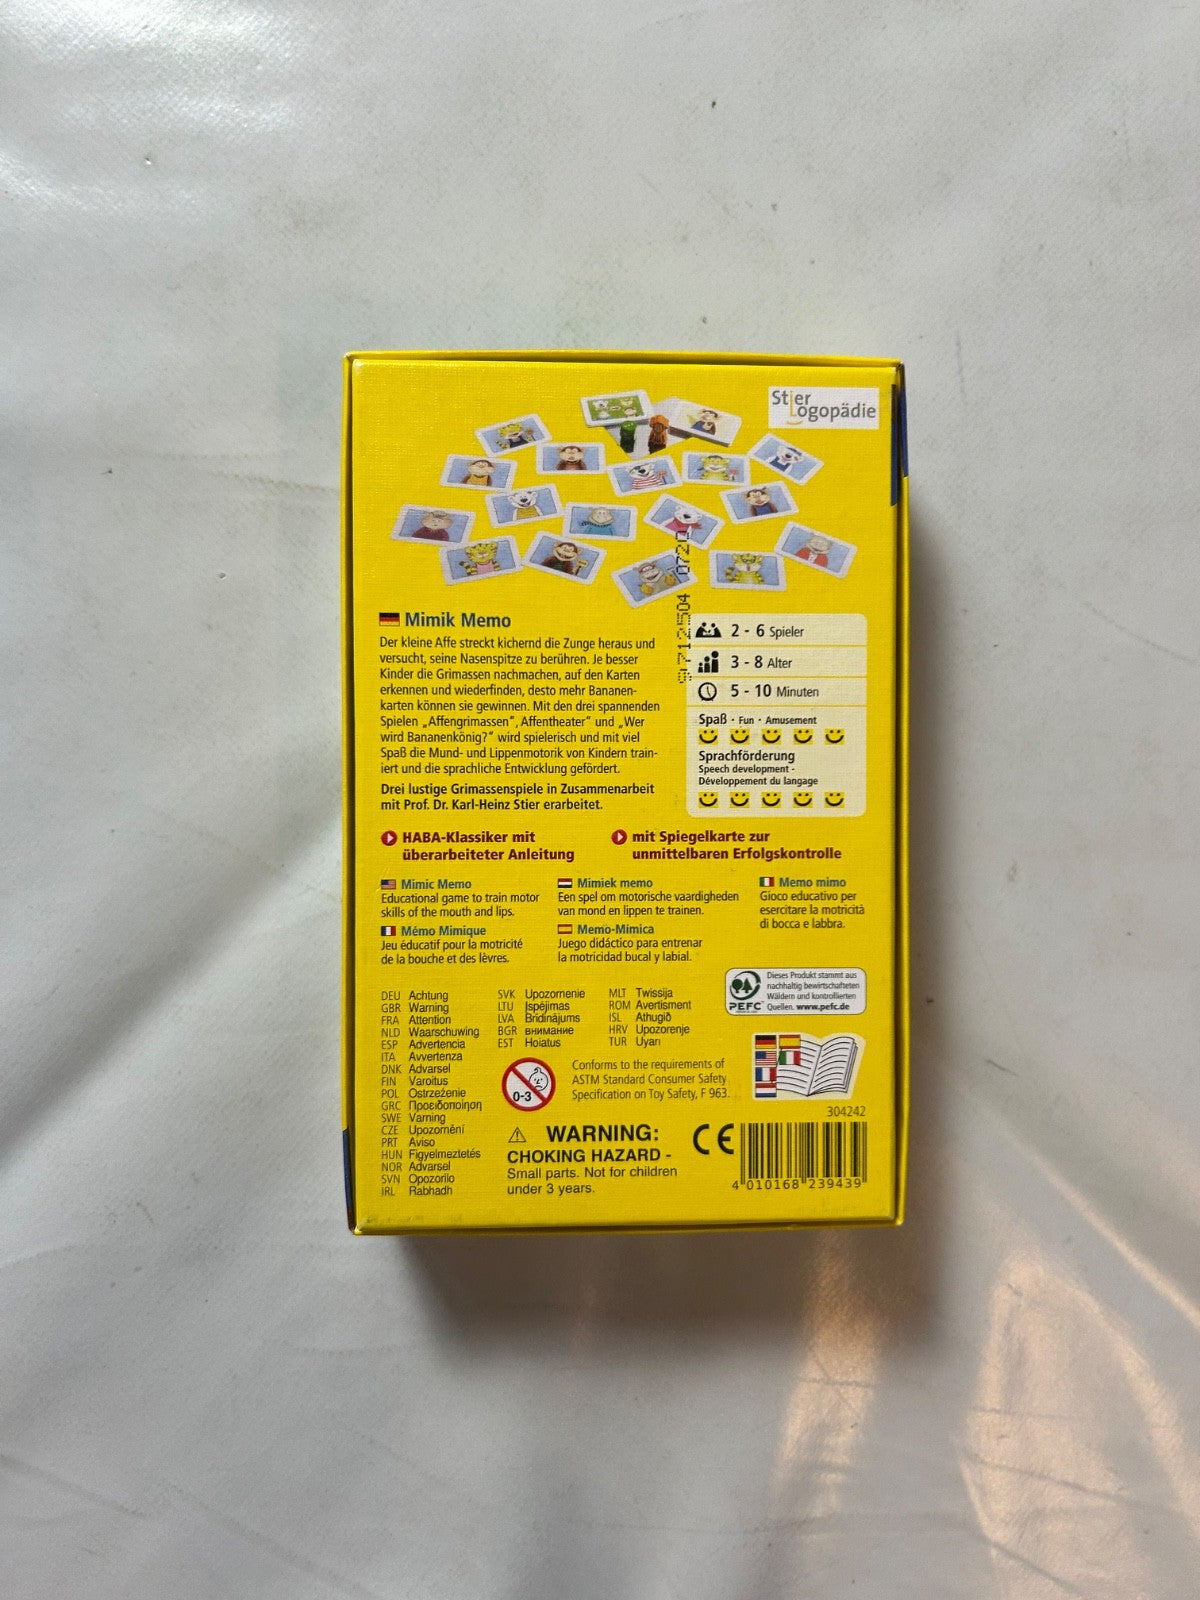 Stier
Logopädie
Mimik Memo
Der kleine Affe streckt kichernd die Zunge heraus und
versucht, seine Nasenspitze zu berühren. Je besser
Kinder die Grimassen nachmachen, auf den Karten
erkennen und wiederfinden, desto mehr Bananen-
karten können sie gewinnen. Mit den drei spannenden
Spielen „Affengrimassen", Affentheater" und „Wer
wird Bananenkönig?" wird spielerisch und mit viel
Spaß die Mund- und Lippenmotorik von Kindern train-
iert und die sprachliche Entwicklung gefördert.
Drei lustige Grimassenspiele in Zusammenarbeit
mit Prof. Dr. Karl-Heinz Stier erarbeitet.
2 - 6 Spieler
3 - 8 Alter
5 - 10 Minuten
Spaß · Fun · Amusement
Sprachförderung
Speech development -
Développement du langage
HABA-Klassiker mit
überarbeiteter Anleitung
mit Spiegelkarte zur
unmittelbaren Erfolgskontrolle
Mimic Memo
Educational game to train motor
skills of the mouth and lips.
Mémo Mimique
Jeu éducatif pour la motricité
de la bouche et des lèvres.
Mimiek memo
Een spel om motorische vaardigheden
van mond en lippen te trainen.
Memo-Mimica
Juego didáctico para entrenar
la motricidad bucal y labial.
Memo mimo
Gioco educativo per
esercitare la motricità
di bocca e labbra.
PEFC
Dieses Produkt stammt aus
nachhaltig bewirtschafteten
Wäldern und kontrollierten
Quellen. www.pefc.de
DEU Achtung
GBR Warning
FRA Attention
NLD Waarschuwing
ESP Advertencia
ITA Avvertenza
DNK Advarsel
FIN Varoitus
POL Ostrzeżenie
GRC Προειδοποίηση
SWE Varning
CZE Upozornění
PRT Aviso
HUN Figyelmeztetés
NOR Advarsel
SVN Opozorilo
IRL Rabhadh
SVK Upozornenie
LTU Įspėjimas
LVA Brīdinājums
BGR внимание
EST Hoiatus
MLT Twissija
ROM Avertisment
ISL Athugið
HRV Upozorenje
TUR Uyarı
0-3
Conforms to the requirements of
ASTM Standard Consumer Safety
Specification on Toy Safety, F 963.
304242
WARNING:
CHOKING HAZARD -
Small parts. Not for children
under 3 years.
CE
4 010168 239439